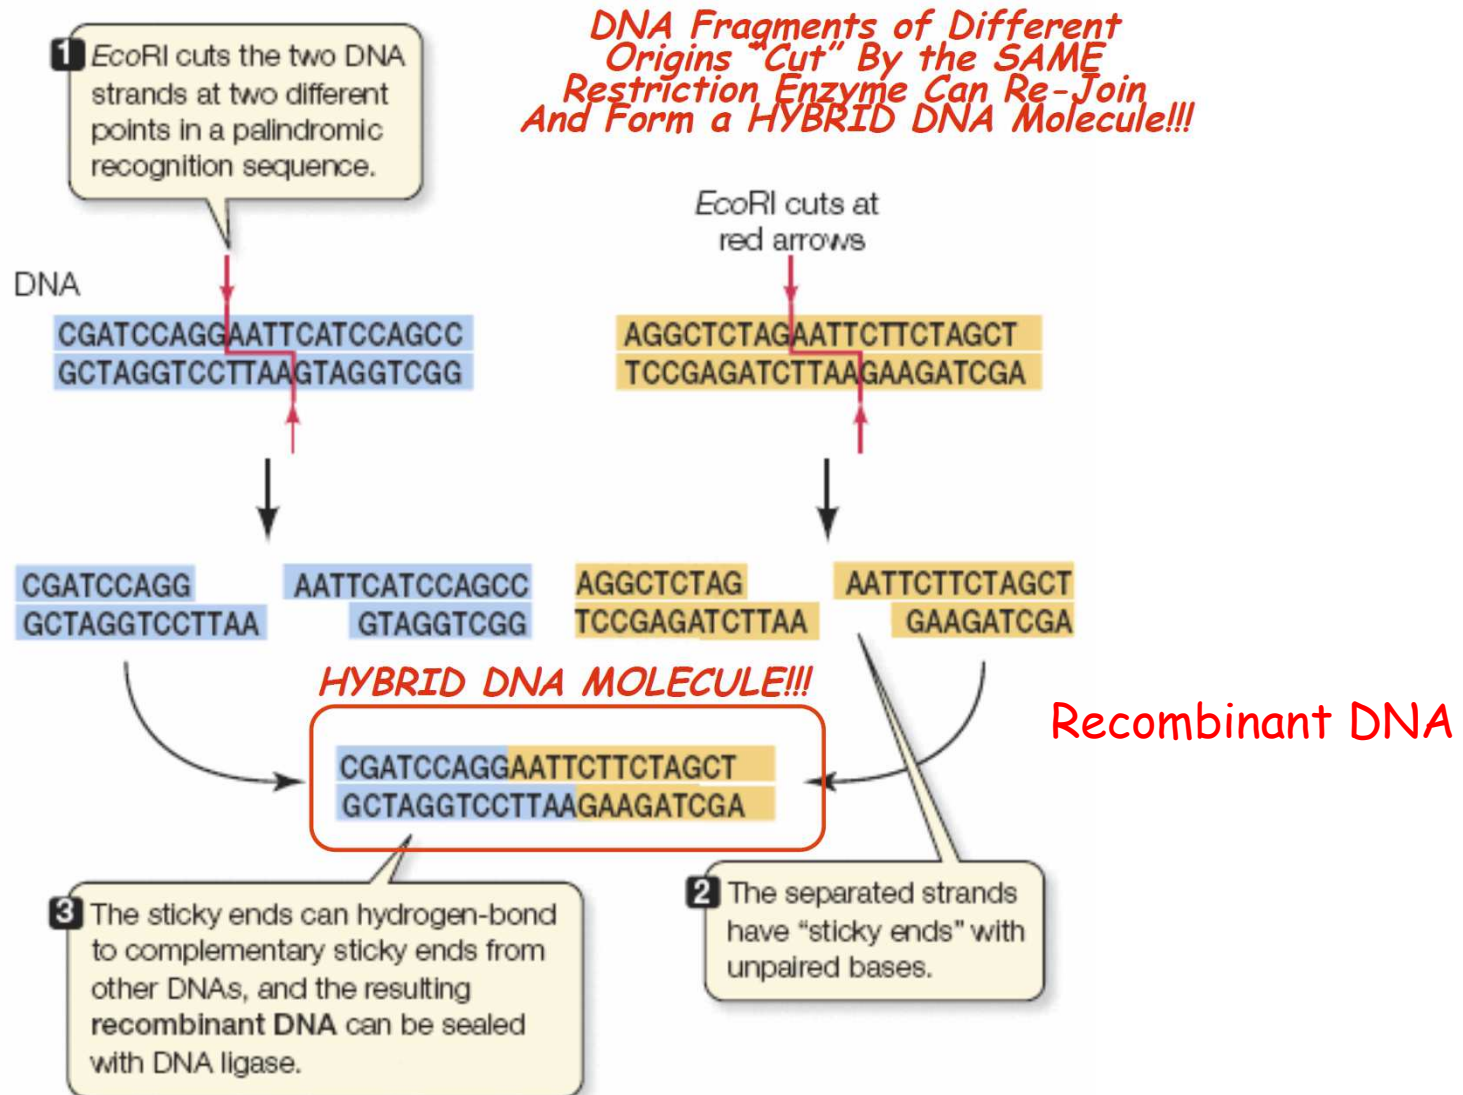 DNA Fragments of Different
Origins "Cut" By the SAME
Restriction Enzyme Can Re-Join
And Form a HYBRID DNA Molecule!!!
1 EcoRI cuts the two DNA
strands at two different
points in a palindromic
recognition sequence.
EcoRI cuts at
red arrows
DNA
CGATCCAGGAATTCATCCAGCC
GCTAGGTCCTTAAGTAGGTCGG
AGGCTCTAGAATTCTTCTAGCT
TCCGAGATCTTAAGAAGATCGA
CGATCCAGG
GCTAGGTCCTTAA
AATTCATCCAGCC
GTAGGTCGG
AGGCTCTAG
TCCGAGATCTTAA
AATTCTTCTAGCT
GAAGATCGA
HYBRID DNA MOLECULE!!!
Recombinant DNA
CGATCCAGGAATTCTTCTAGCT
GCTAGGTCCTTAAGAAGATCGA
2 The separated strands
have “sticky ends” with
unpaired bases.
3 The sticky ends can hydrogen-bond
to complementary sticky ends from
other DNAs, and the resulting
recombinant DNA can be sealed
with DNA ligase.